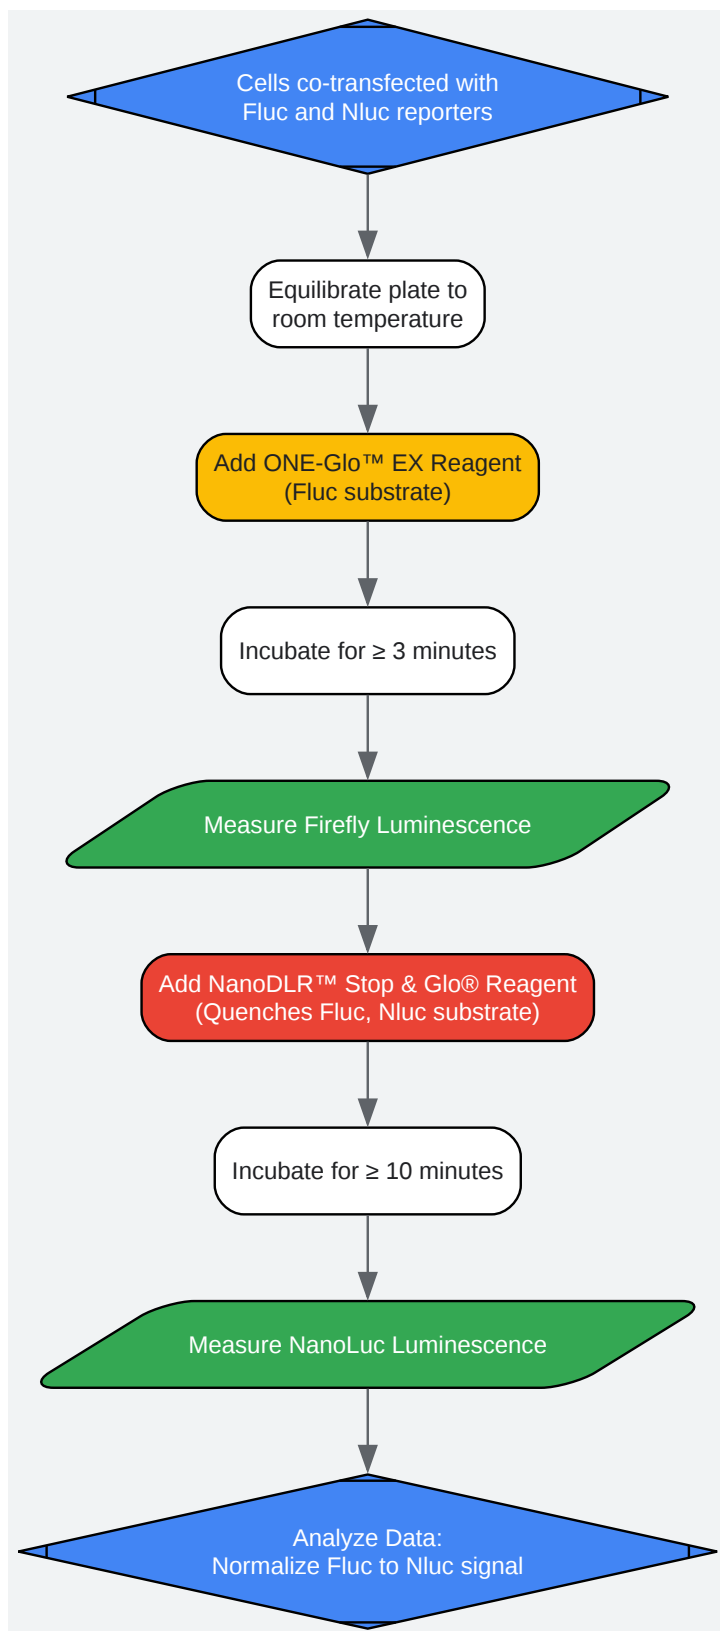 Cells co-transfected with
Fluc and Nluc reporters
Equilibrate plate to
room temperature
Add ONE-Glo™ EX Reagent
(Fluc substrate)
Incubate for ≥ 3 minutes
Measure Firefly Luminescence
Add NanoDLR™ Stop & Glo® Reagent
(Quenches Fluc, Nluc substrate)
Incubate for ≥ 10 minutes
Measure NanoLuc Luminescence
Analyze Data:
Normalize Fluc to Nluc signal